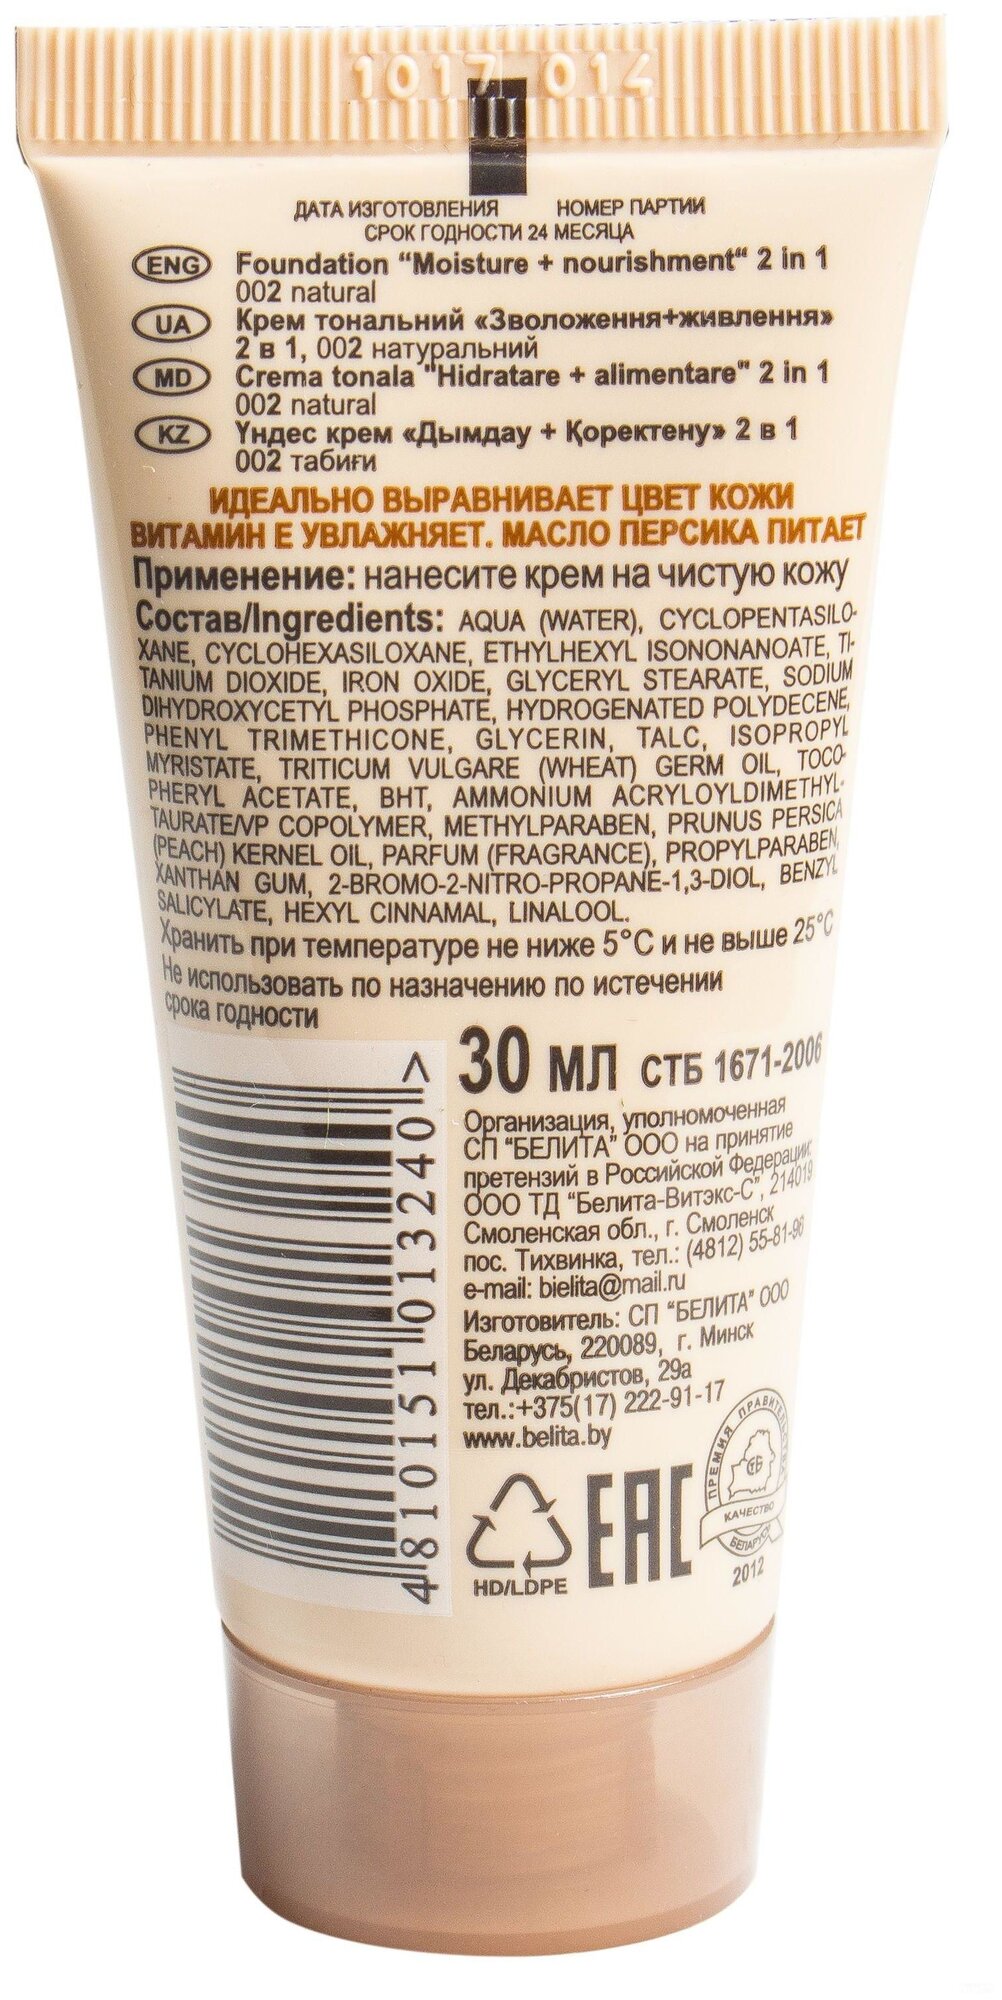 1017 014
ДАТА ИЗГОТОВЛЕНИЯ НОМЕР ПАРТИИ
СРОК ГОДНОСТИ 24 МЕСЯЦА
ENG Foundation “Moisture + nourishment“ 2 in 1
002 natural
UA Крем тональний «Зволоження+живлення»
2 в 1, 002 натуральний
MD Crema tonala "Hidratare + alimentare" 2 in 1
002 natural
KZ Үндес крем «Дымдау + Қоректену» 2 в 1
002 табиғи
ИДЕАЛЬНО ВЫРАВНИВАЕТ ЦВЕТ КОЖИ
ВИТАМИН Е УВЛАЖНЯЕТ. МАСЛО ПЕРСИКА ПИТАЕТ
Применение: нанесите крем на чистую кожу
Состав/Ingredients: AQUA (WATER), CYCLOPENTASILO-
XANE, CYCLOHEXASILOXANE, ETHYLHEXYL ISONONANOATE, TI-
TANIUM DIOXIDE, IRON OXIDE, GLYCERYL STEARATE, SODIUM
DIHYDROXYCETYL PHOSPHATE, HYDROGENATED POLYDECENE,
PHENYL TRIMETHICONE, GLYCERIN, TALC, ISOPROPYL
MYRISTATE, TRITICUM VULGARE (WHEAT) GERM OIL, TOCO-
PHERYL ACETATE, BHT, AMMONIUM ACRYLOYLDIMETHYL-
TAURATE/VP COPOLYMER, METHYLPARABEN, PRUNUS PERSICA
(PEACH) KERNEL OIL, PARFUM (FRAGRANCE), PROPYLPARABEN,
XANTHAN GUM, 2-BROMO-2-NITRO-PROPANE-1,3-DIOL, BENZYL
SALICYLATE, HEXYL CINNAMAL, LINALOOL.
Хранить при температуре не ниже 5°С и не выше 25°С
Не использовать по назначению по истечении
срока годности
30 мл СТБ 1671-2006
Организация, уполномоченная
СП "БЕЛИТА" ООО на принятие
претензий в Российской Федерации:
ООО ТД "Белита-Витэкс-С", 214019
Смоленская обл., г. Смоленск
пос. Тихвинка, тел.: (4812) 55-81-96
e-mail: bielita@mail.ru
Изготовитель: СП "БЕЛИТА" ООО
Беларусь, 220089, г. Минск
ул. Декабристов, 29а
тел.:+375(17) 222-91-17
www.belita.by
4 810151 013240 >
HD/LDPE
EAC
ПРЕМИЯ ПРАВИТЕЛЬСТВА
СТБ
КАЧЕСТВО
БЕЛАРУСЬ
2012